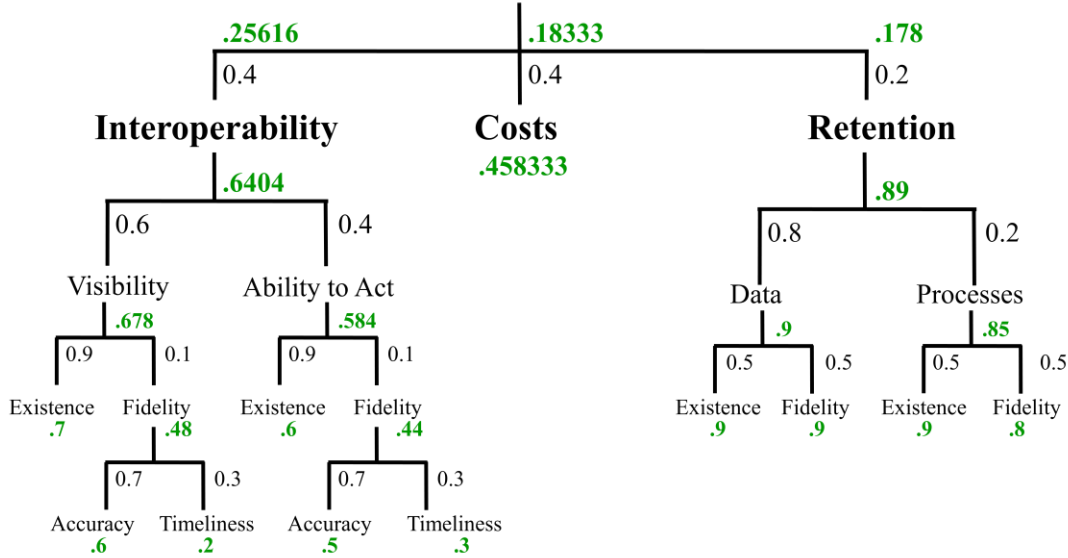 .25616 .18333 .178
0.4 0.4 0.2
Interoperability Costs Retention
.458333
.6404 .89
0.6 0.4 0.8 0.2
Visibility Ability to Act Data Processes
.678 .584 .9 .85
0.9 0.1 0.9 0.1 0.5 0.5 0.5 0.5
Existence Fidelity Existence Fidelity Existence Fidelity Existence Fidelity
.7 .48 .6 .44 .9 .9 .9 .8
0.7 0.3 0.7 0.3
Accuracy Timeliness Accuracy Timeliness
.6 .2 .5 .3